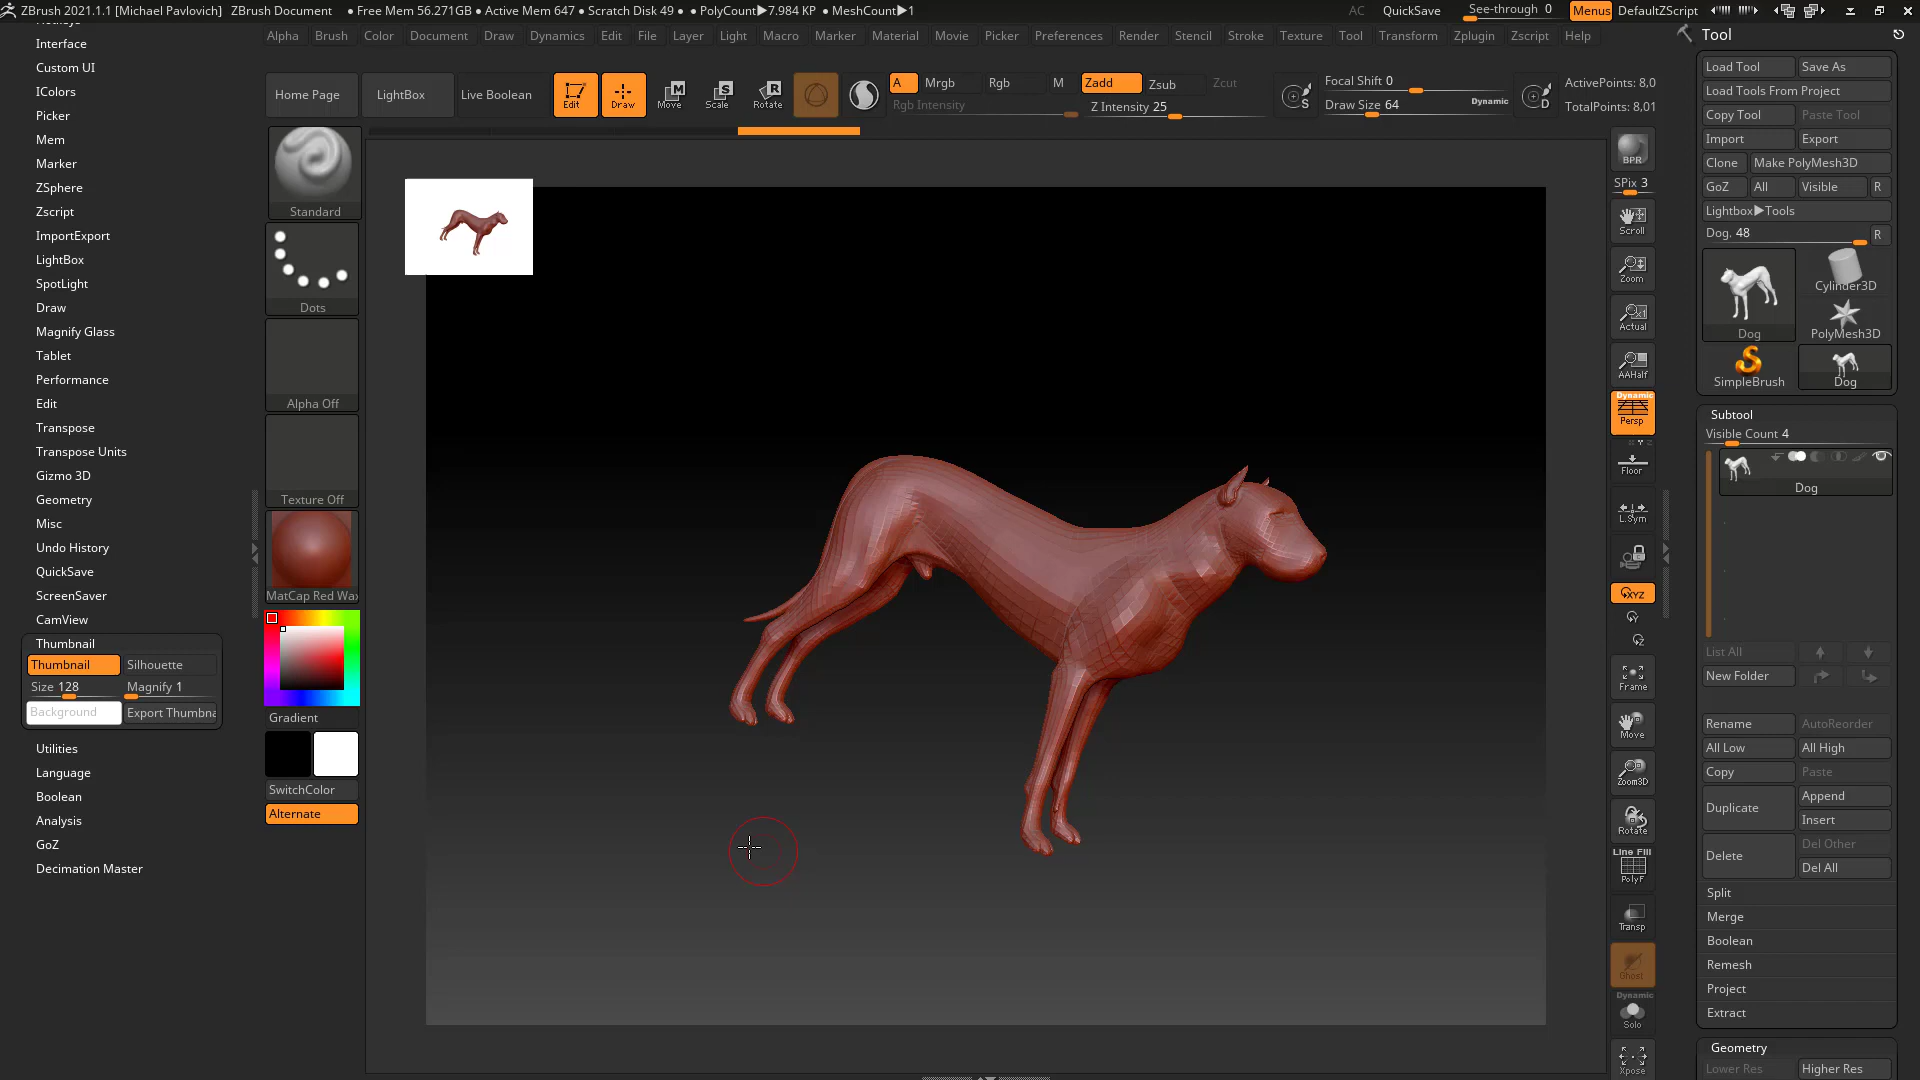 ZBrush 2021.1.1 [Michael Pavlovich] ZBrush Document • Free Mem 56.271GB • Active Mem 647 • Scratch Disk 49 • • PolyCount▶7.984 KP • MeshCount▶1 AC QuickSave See-through 0 Menus DefaultZScript
Alpha Brush Color Document Draw Dynamics Edit File Layer Light Macro Marker Material Movie Picker Preferences Render Stencil Stroke Texture Tool Transform Zplugin Zscript Help
Interface
Custom UI
IColors
Picker
Mem
Marker
ZSphere
Zscript
ImportExport
LightBox
SpotLight
Draw
Magnify Glass
Tablet
Performance
Edit
Transpose
Transpose Units
Gizmo 3D
Geometry
Misc
Undo History
QuickSave
ScreenSaver
CamView
Thumbnail
Thumbnail Silhouette
Size 128 Magnify 1
Background Export Thumbna
Utilities
Language
Boolean
Analysis
GoZ
Decimation Master
Home Page LightBox Live Boolean Edit Draw Move Scale Rotate
A Mrgb Rgb M Zadd Zsub Zcut
Rgb Intensity Z Intensity 25
Focal Shift 0
Draw Size 64 Dynamic
ActivePoints: 8,0
TotalPoints: 8,01
Standard
Dots
Alpha Off
Texture Off
MatCap Red Wax
Gradient
SwitchColor
Alternate
BPR
SPix 3
Scroll
Zoom
Actual
AAHalf
Dynamic
Persp
Floor
L.Sym
XYZ
Frame
Move
Zoom3D
Rotate
Line Fill
PolyF
Transp
Ghost
Dynamic
Solo
Xpose
Tool
Load Tool Save As
Load Tools From Project
Copy Tool Paste Tool
Import Export
Clone Make PolyMesh3D
GoZ All Visible R
Lightbox▶Tools
Dog. 48 R
Dog Cylinder3D
PolyMesh3D
SimpleBrush Dog
Subtool
Visible Count 4
Dog
List All
New Folder
Rename AutoReorder
All Low All High
Copy Paste
Duplicate Append
Insert
Delete Del Other
Del All
Split
Merge
Boolean
Remesh
Project
Extract
Geometry
Lower Res Higher Res